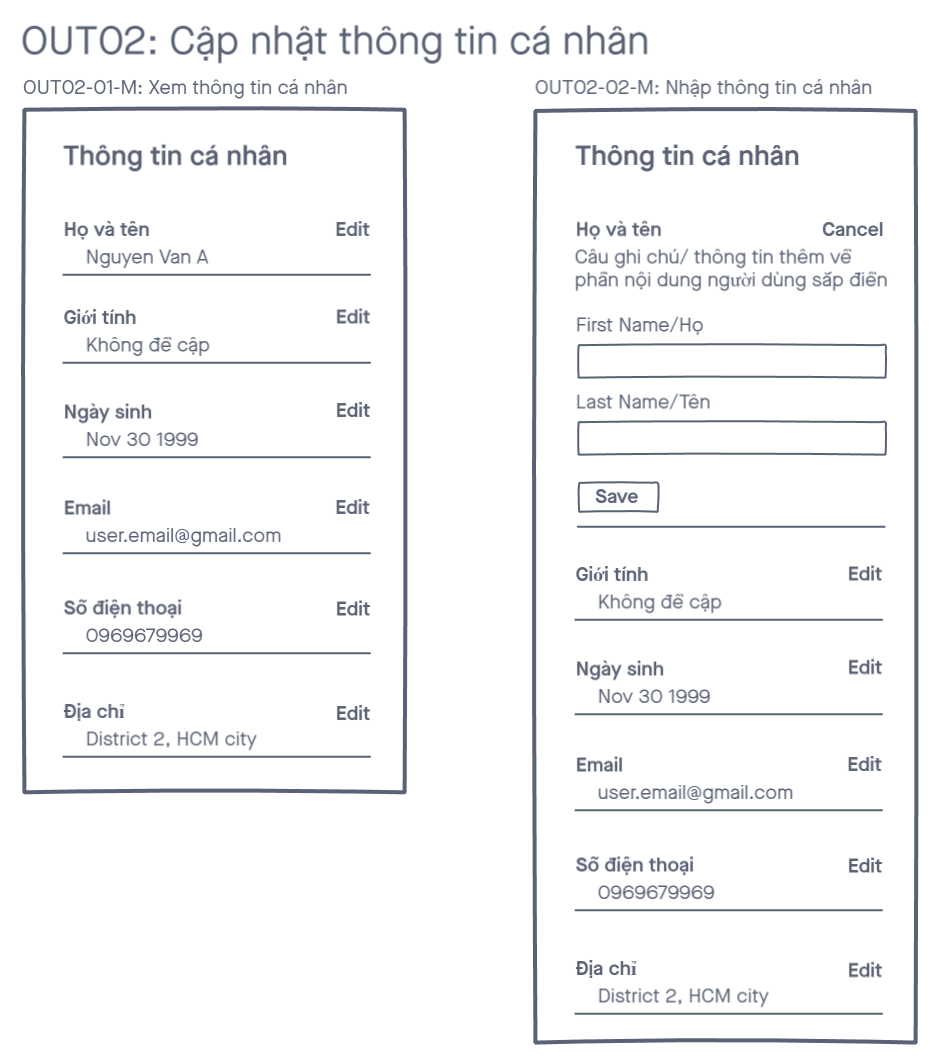 OUT02: Cập nhật thông tin cá nhân
OUT02-01-M: Xem thông tin cá nhân
Thông tin cá nhân
Họ và tên
Edit
Nguyen Van A
Giới tính
Edit
Không đề cập
Ngày sinh
Edit
Nov 30 1999
Email
Edit
user.email@gmail.com
Số điện thoại
Edit
0969679969
Địa chỉ
Edit
District 2, HCM city
OUT02-02-M: Nhập thông tin cá nhân
Thông tin cá nhân
Họ và tên
Cancel
Câu ghi chú/ thông tin thêm về
phần nội dung người dùng sắp điền
First Name/Họ
Last Name/Tên
Save
Giới tính
Edit
Không đề cập
Ngày sinh
Edit
Nov 30 1999
Email
Edit
user.email@gmail.com
Số điện thoại
Edit
0969679969
Địa chỉ
Edit
District 2, HCM city